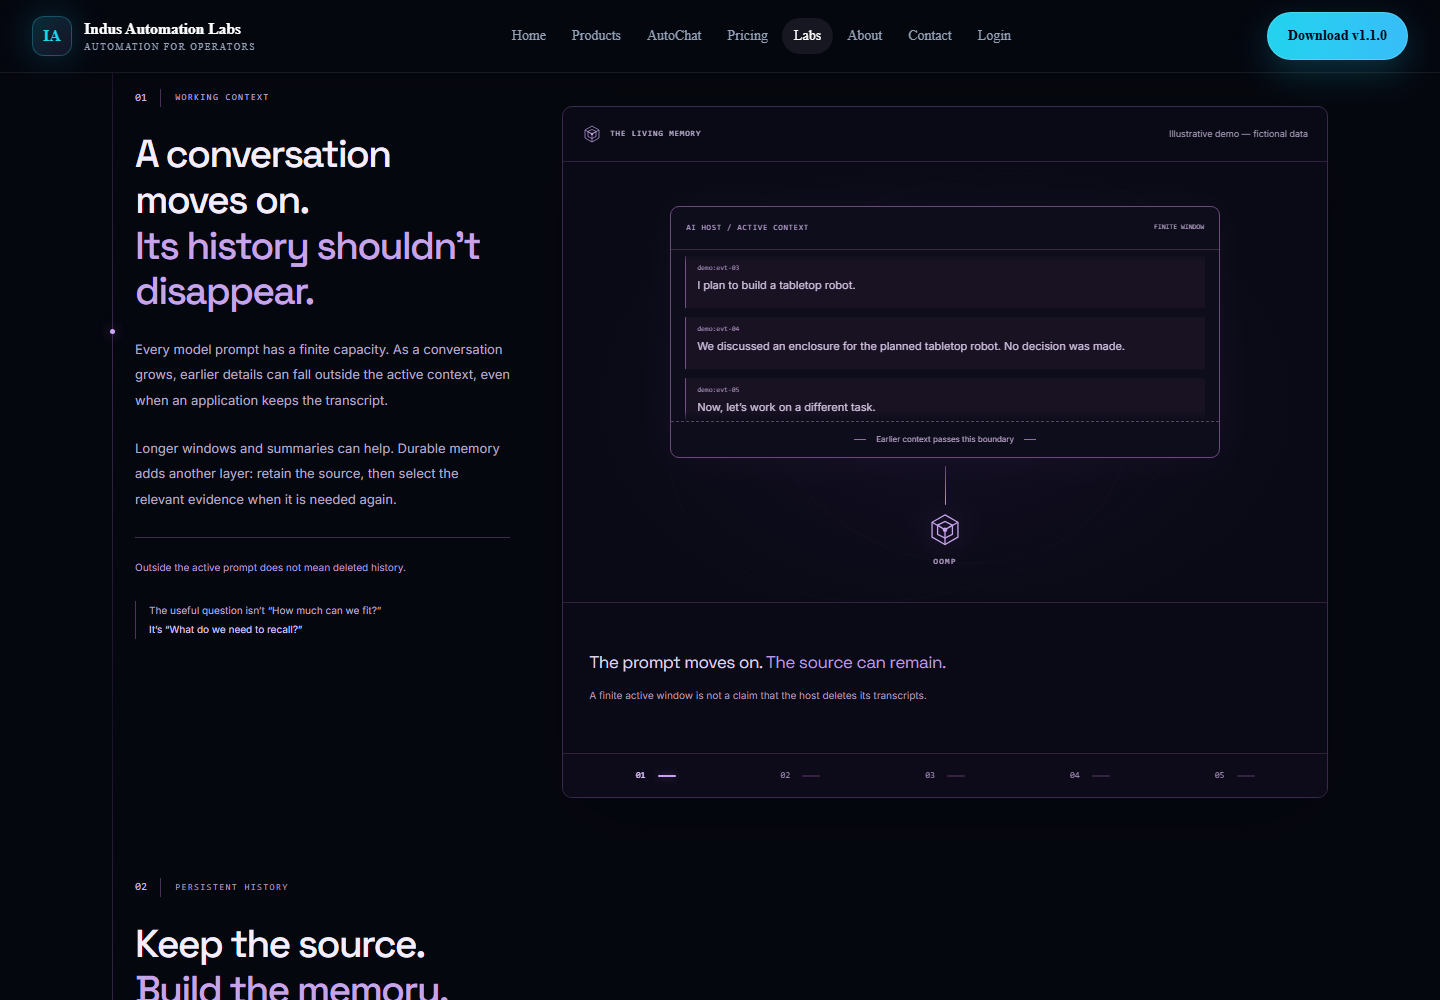 IA
Indus Automation Labs
AUTOMATION FOR OPERATORS
Home
Products
AutoChat
Pricing
Labs
About
Contact
Login
Download v1.1.0
01
WORKING CONTEXT
A conversation
moves on.
Its history shouldn’t
disappear.
Every model prompt has a finite capacity. As a conversation
grows, earlier details can fall outside the active context, even
when an application keeps the transcript.
Longer windows and summaries can help. Durable memory
adds another layer: retain the source, then select the
relevant evidence when it is needed again.
Outside the active prompt does not mean deleted history.
The useful question isn’t “How much can we fit?”
It’s “What do we need to recall?”
THE LIVING MEMORY
Illustrative demo — fictional data
AI HOST / ACTIVE CONTEXT
FINITE WINDOW
demo:evt-03
I plan to build a tabletop robot.
demo:evt-04
We discussed an enclosure for the planned tabletop robot. No decision was made.
demo:evt-05
Now, let’s work on a different task.
Earlier context passes this boundary
OOMP
The prompt moves on. The source can remain.
A finite active window is not a claim that the host deletes its transcripts.
01
02
03
04
05
02
PERSISTENT HISTORY
Keep the source.
Build the memory.